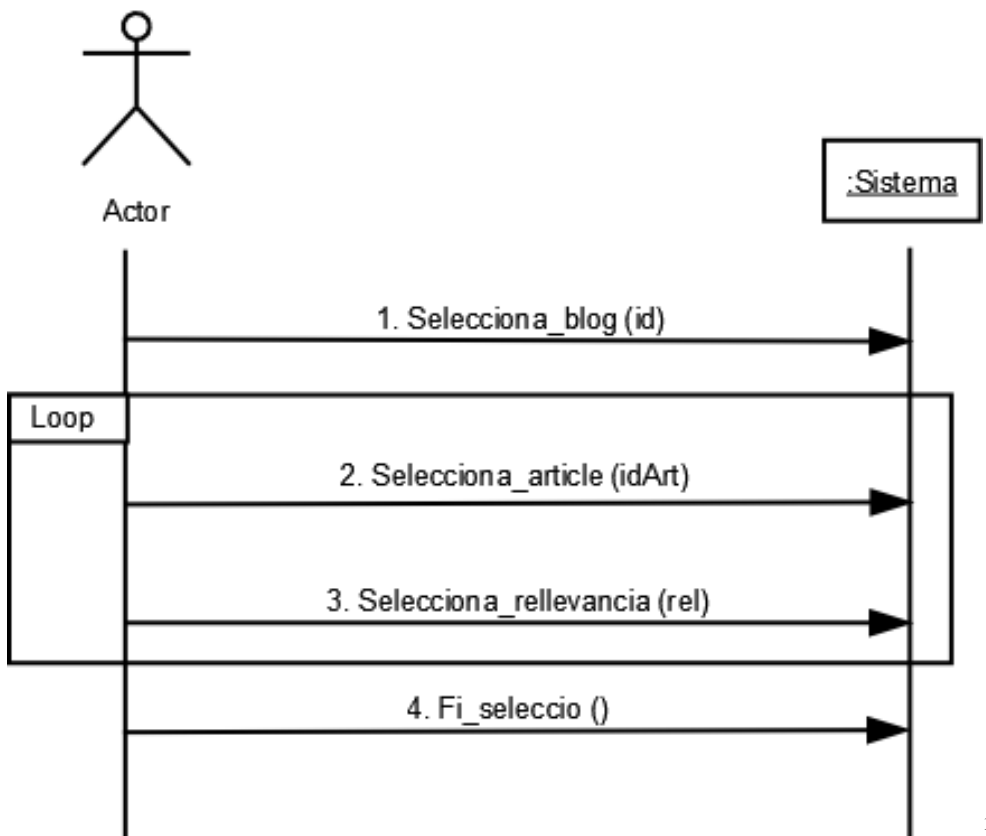 Actor
:Sistema
1. Selecciona_blog (id)
Loop
2. Selecciona_article (idArt)
3. Selecciona_rellevancia (rel)
4. Fi_seleccio ()